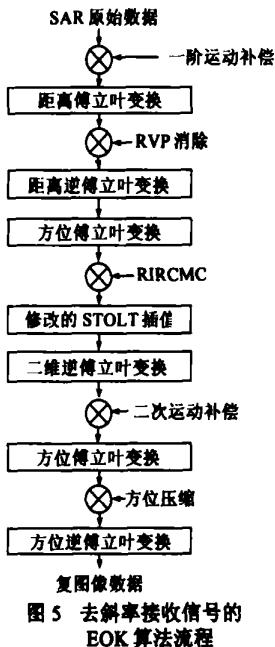 SAR 原始数据
一阶运动补偿
距离傅立叶变换
RVP 消除
距离逆傅立叶变换
方位傅立叶变换
RIRCMC
修改的 STOLT 插值
二维逆傅立叶变换
二次运动补偿
方位傅立叶变换
方位压缩
方位逆傅立叶变换
复图像数据
图 5 去斜率接收信号的
EOK 算法流程